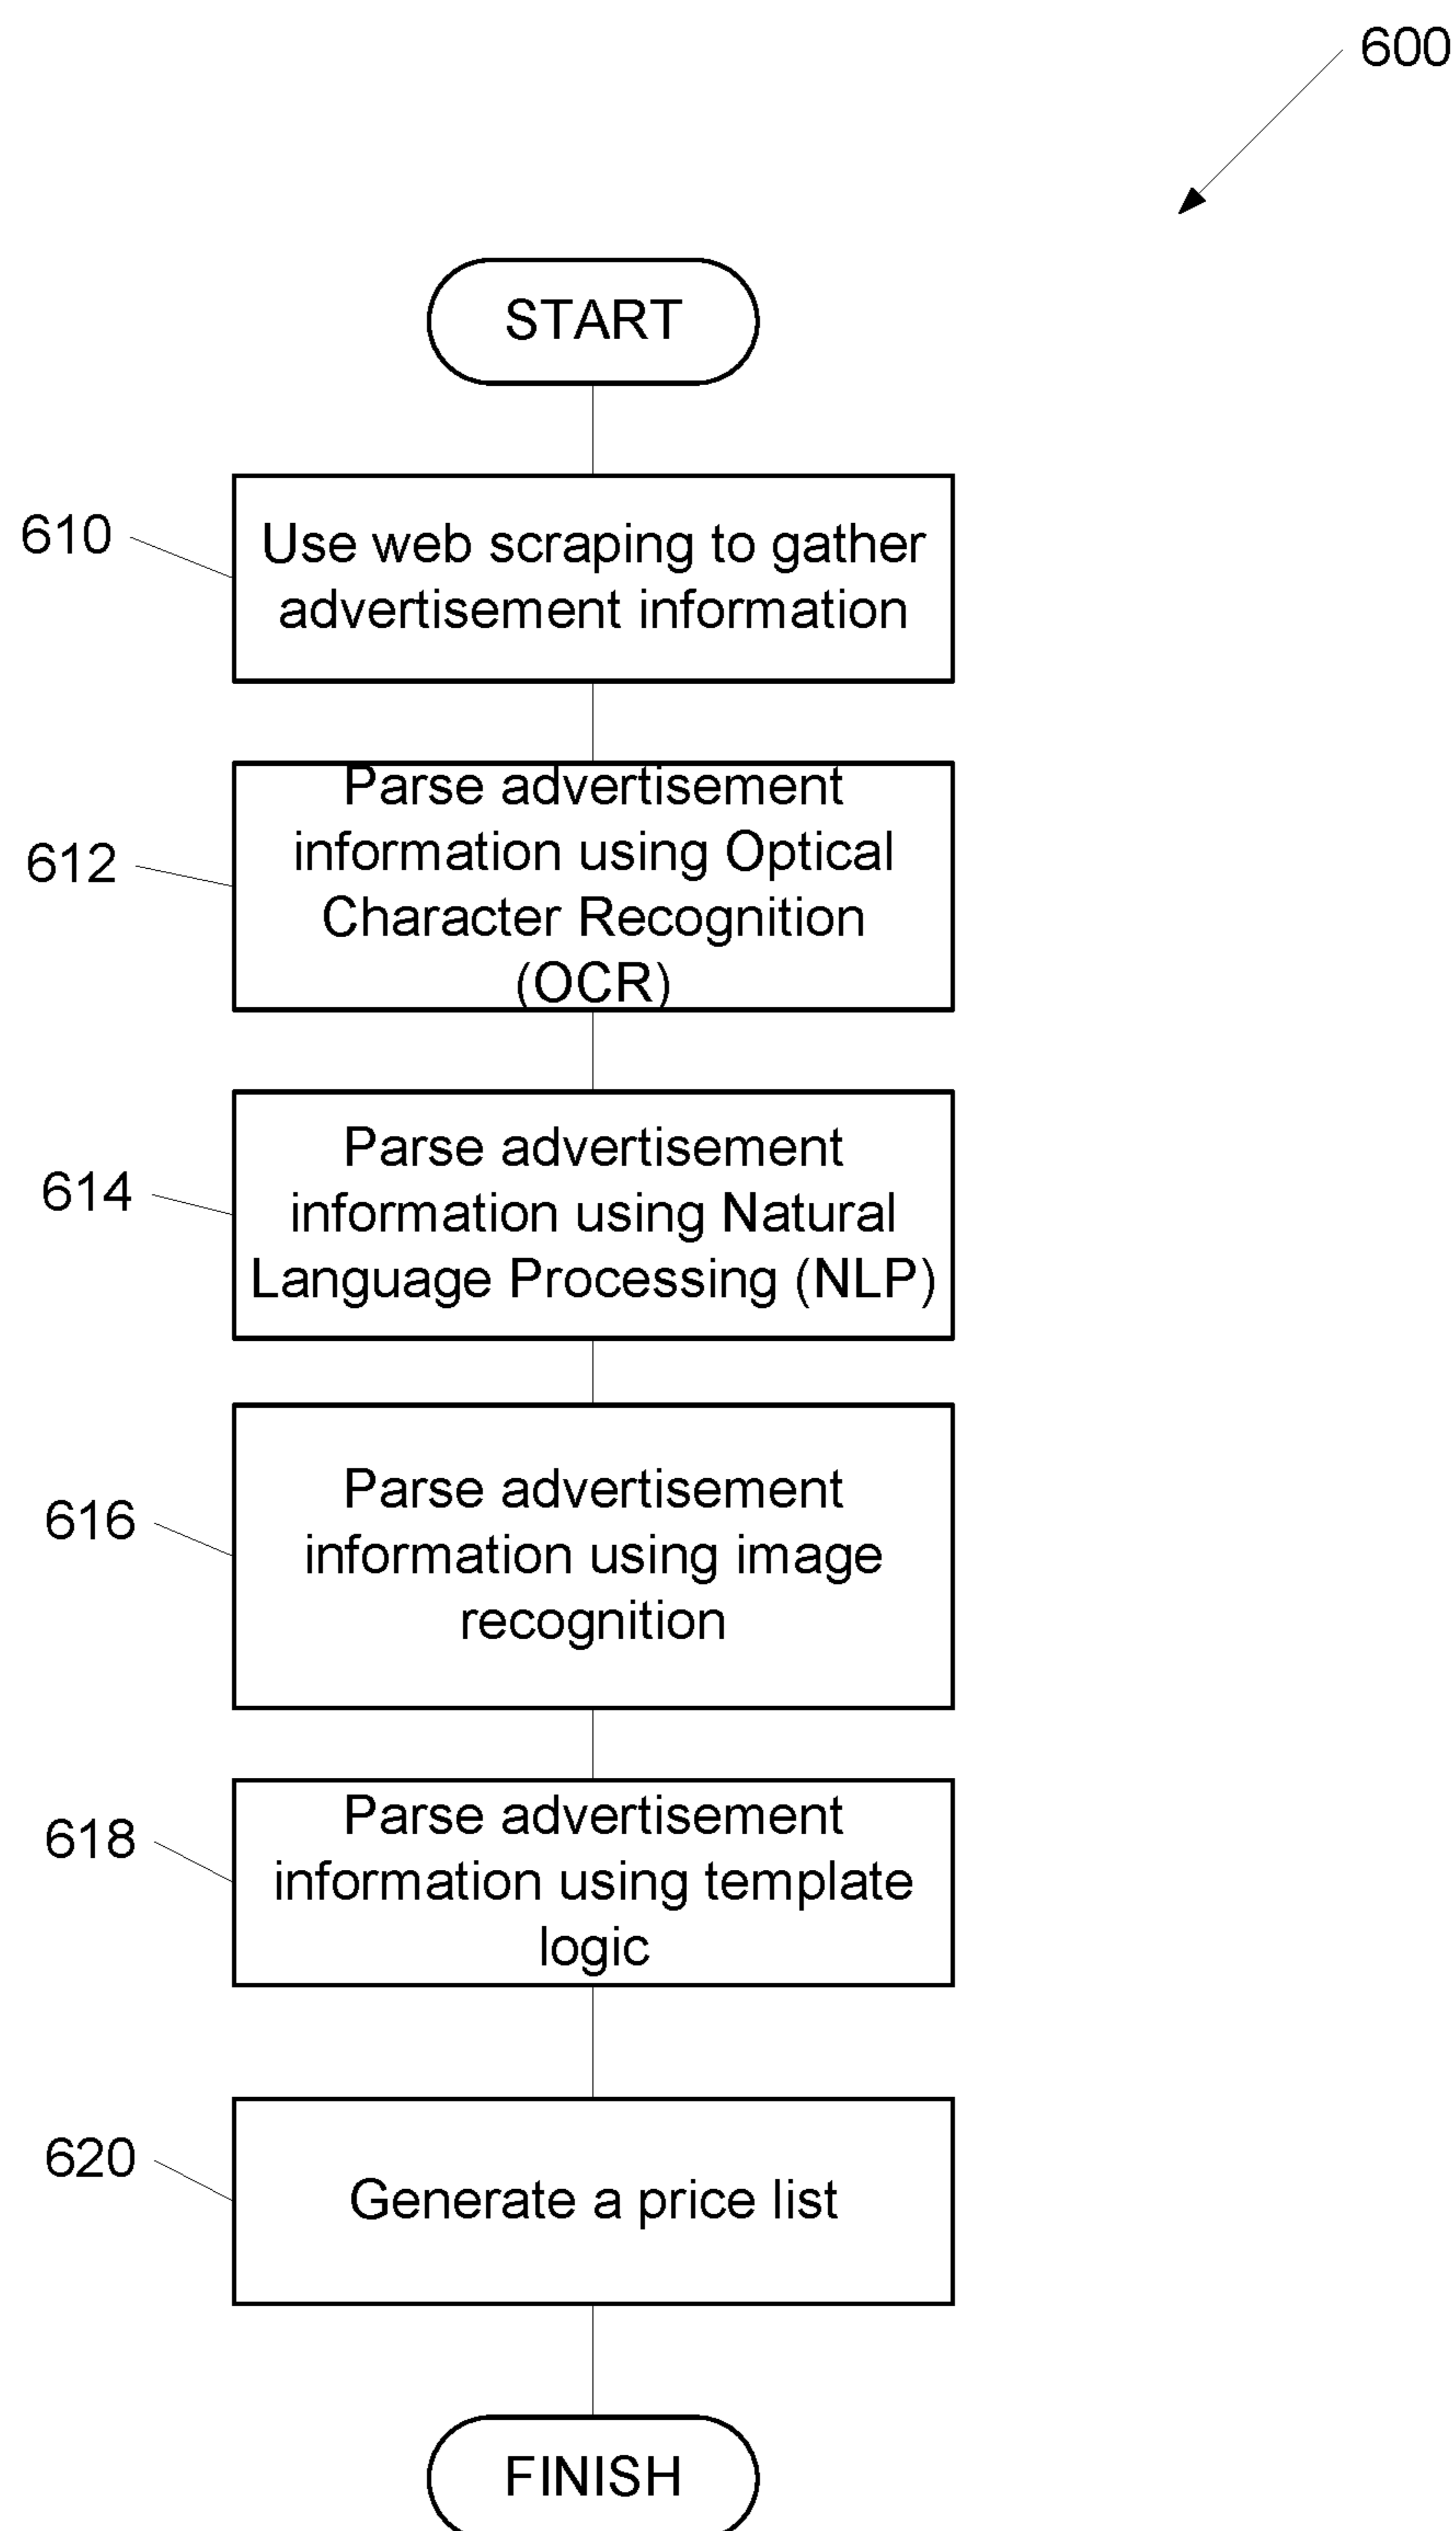 600
START
610
Use web scraping to gather
advertisement information
612
Parse advertisement
information using Optical
Character Recognition
(OCR)
614
Parse advertisement
information using Natural
Language Processing (NLP)
616
Parse advertisement
information using image
recognition
618
Parse advertisement
information using template
logic
620
Generate a price list
FINISH